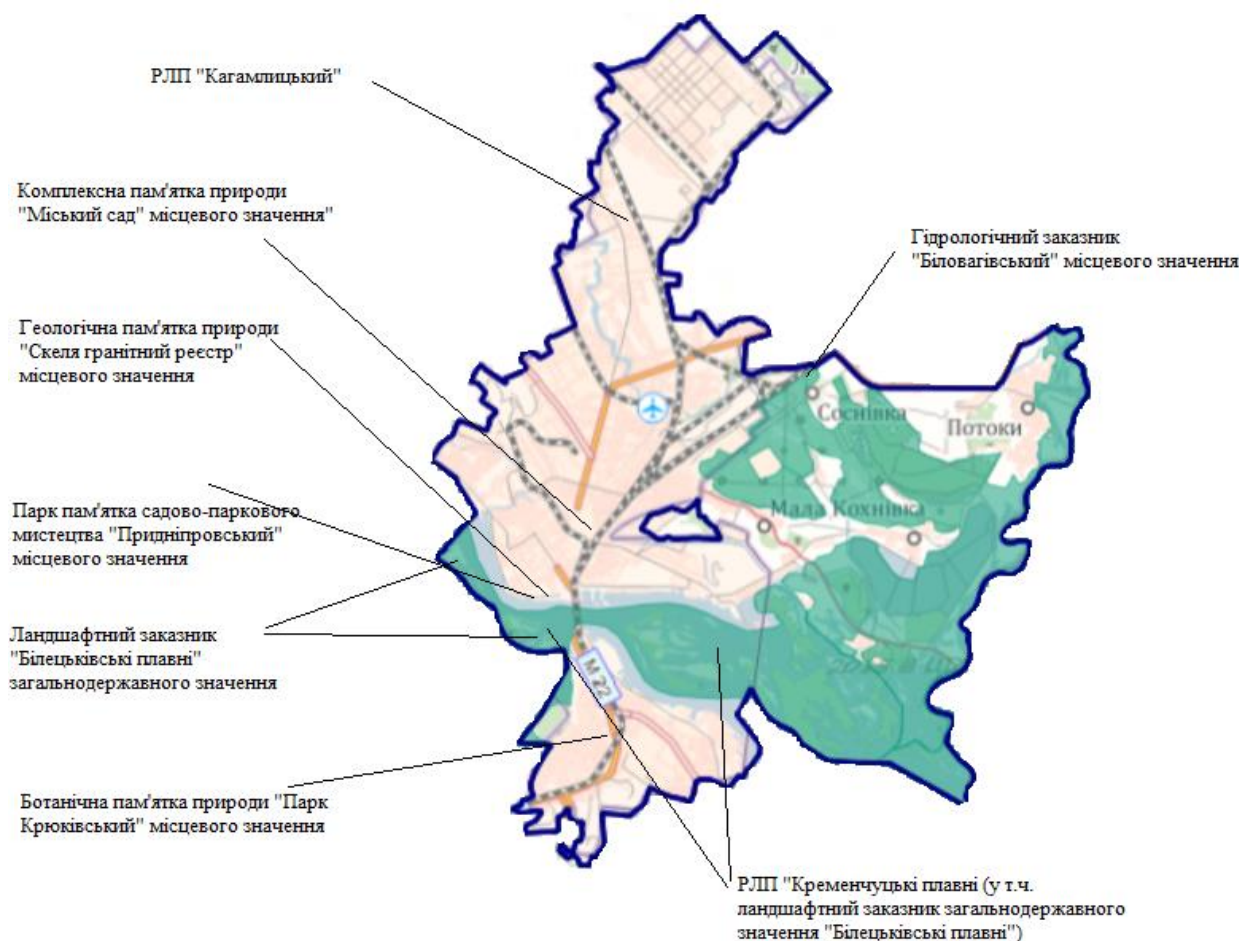 РЛП "Кагамлицький"
Комплексна пам'ятка природи
"Міський сад" місцевого значення"
Гідрологічний заказник
"Біловагівський" місцевого значення
Геологічна пам'ятка природи
"Скеля гранітний реєстр"
місцевого значення
Соснівка
Потоки
Мала Кохнівка
Парк пам'ятка садово-паркового
мистецтва "Придніпровський"
місцевого значення
Ландшафтний заказник
"Білецьківські плавні"
загальнодержавного значення
М 22
Ботанічна пам'ятка природи "Парк
Крюківський" місцевого значення
РЛП "Кременчуцькі плавні (у т.ч.
ландшафтний заказник загальнодержавного
значення "Білецьківські плавні")